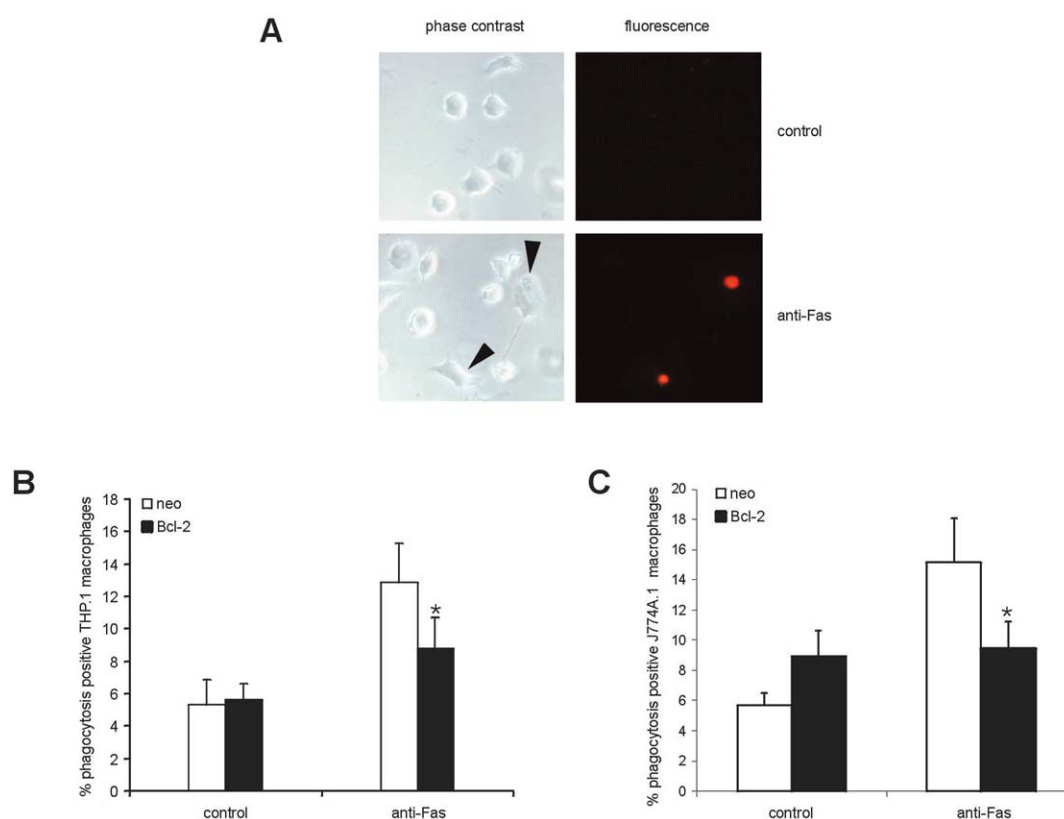 A
phase contrast
fluorescence
control
anti-Fas
B
% phagocytosis positive THP.1 macrophages
18
16
14
12
10
8
6
4
2
0
neo
Bcl-2
*
control
anti-Fas
C
% phagocytosis positive J774A.1 macrophages
20
18
16
14
12
10
8
6
4
2
0
neo
Bcl-2
*
control
anti-Fas